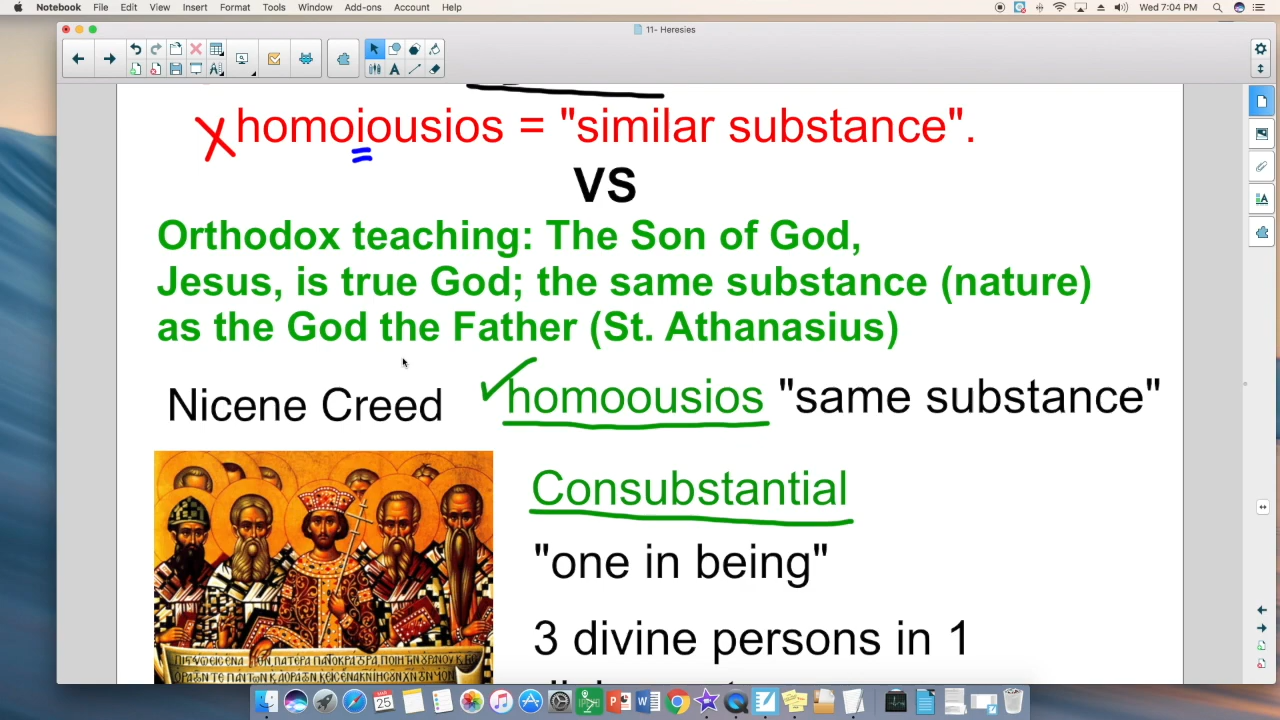 Notebook File Edit View Insert Format Tools Window Add-ons Account Help Wed 7:04 PM
11- Heresies
homoiousios = "similar substance".
VS
Orthodox teaching: The Son of God,
Jesus, is true God; the same substance (nature)
as the God the Father (St. Athanasius)
Nicene Creed homoousios "same substance"
Consubstantial
"one in being"
3 divine persons in 1